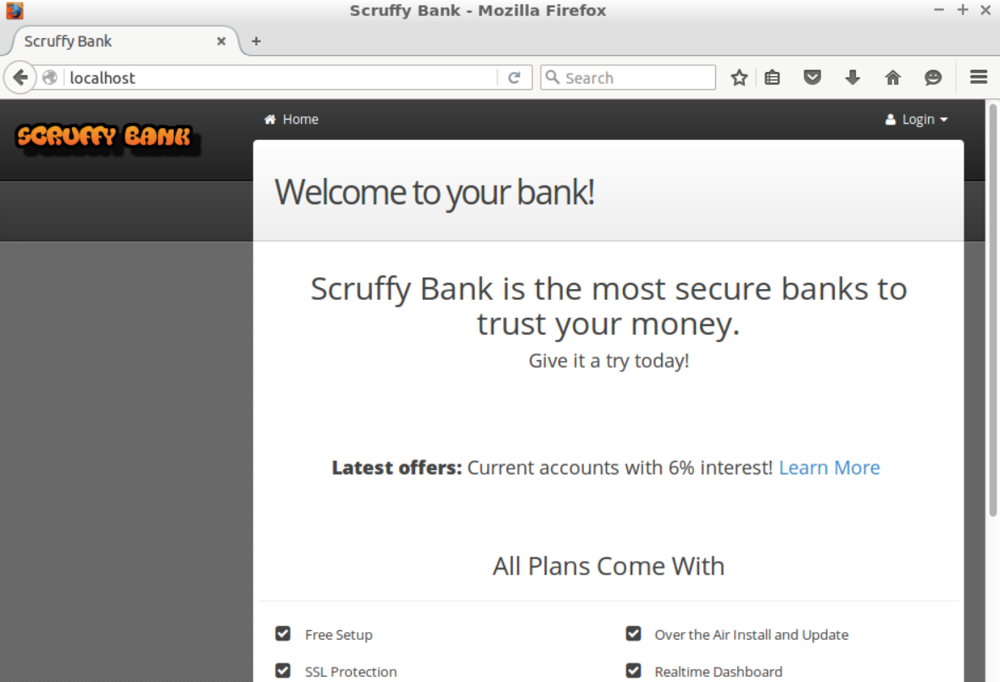 Scruffy Bank - Mozilla Firefox
Scruffy Bank
localhost
Search
SCRUFFY BANK
Home
Login
Welcome to your bank!
Scruffy Bank is the most secure banks to
trust your money.
Give it a try today!
Latest offers: Current accounts with 6% interest! Learn More
All Plans Come With
Free Setup
Over the Air Install and Update
SSL Protection
Realtime Dashboard